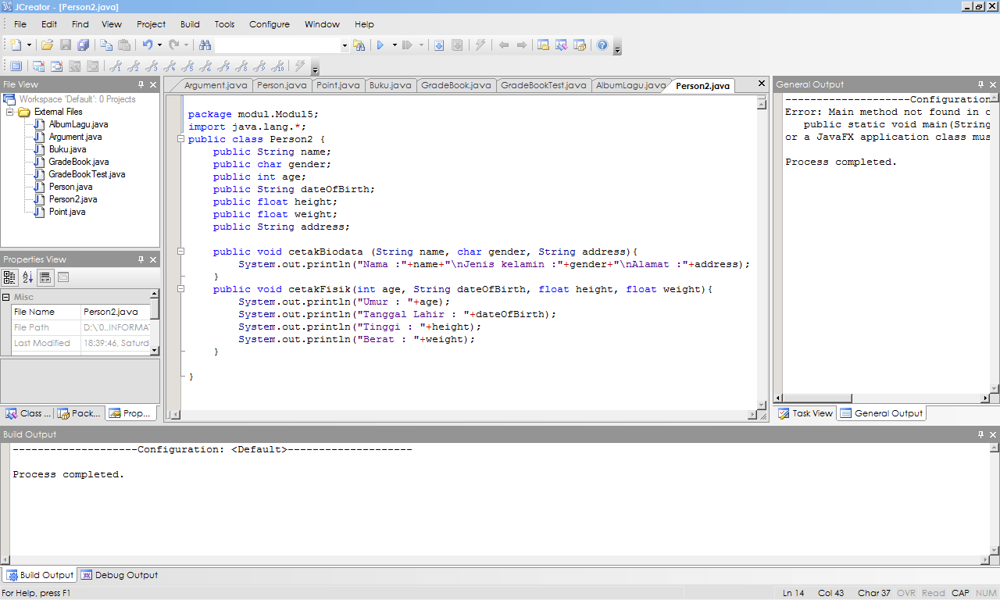 JCreator - [Person2.java]
File Edit Find View Project Build Tools Configure Window Help
File View
Workspace 'Default': 0 Projects
External Files
AlbumLagu.java
Argument.java
Buku.java
GradeBook.java
GradeBookTest.java
Person.java
Person2.java
Point.java
Properties View
Misc
File Name Person2.java
File Path D:\'0..INFORMA
Last Modified 18:39:46, Saturd
Class ... Pack... Prop...
Argument.java Person.java Point.java Buku.java GradeBook.java GradeBookTest.java AlbumLagu.java Person2.java
package modul.Modul5;
import java.lang.*;
public class Person2 {
public String name;
public char gender;
public int age;
public String dateOfBirth;
public float height;
public float weight;
public String address;
public void cetakBiodata (String name, char gender, String address){
System.out.println("Nama :"+name+"\nJenis kelamin :"+gender+"\nAlamat :"+address);
}
public void cetakFisik(int age, String dateOfBirth, float height, float weight){
System.out.println("Umur : "+age);
System.out.println("Tanggal Lahir : "+dateOfBirth);
System.out.println("Tinggi : "+height);
System.out.println("Berat : "+weight);
}
}
General Output
--------------------Configuration
Error: Main method not found in c
public static void main(String
or a JavaFX application class mus
Process completed.
Task View General Output
Build Output
--------------------Configuration: <Default>--------------------
Process completed.
Build Output Debug Output
For Help, press F1
Ln 14 Col 43 Char 37 OVR Read CAP NUM